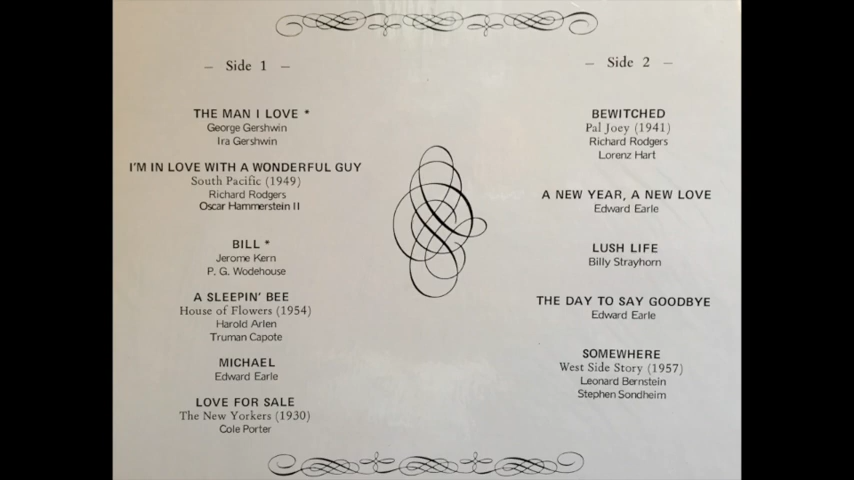 — Side 1 —
THE MAN I LOVE *
George Gershwin
Ira Gershwin
I'M IN LOVE WITH A WONDERFUL GUY
South Pacific (1949)
Richard Rodgers
Oscar Hammerstein II
BILL *
Jerome Kern
P. G. Wodehouse
A SLEEPIN' BEE
House of Flowers (1954)
Harold Arlen
Truman Capote
MICHAEL
Edward Earle
LOVE FOR SALE
The New Yorkers (1930)
Cole Porter
— Side 2 —
BEWITCHED
Pal Joey (1941)
Richard Rodgers
Lorenz Hart
A NEW YEAR, A NEW LOVE
Edward Earle
LUSH LIFE
Billy Strayhorn
THE DAY TO SAY GOODBYE
Edward Earle
SOMEWHERE
West Side Story (1957)
Leonard Bernstein
Stephen Sondheim